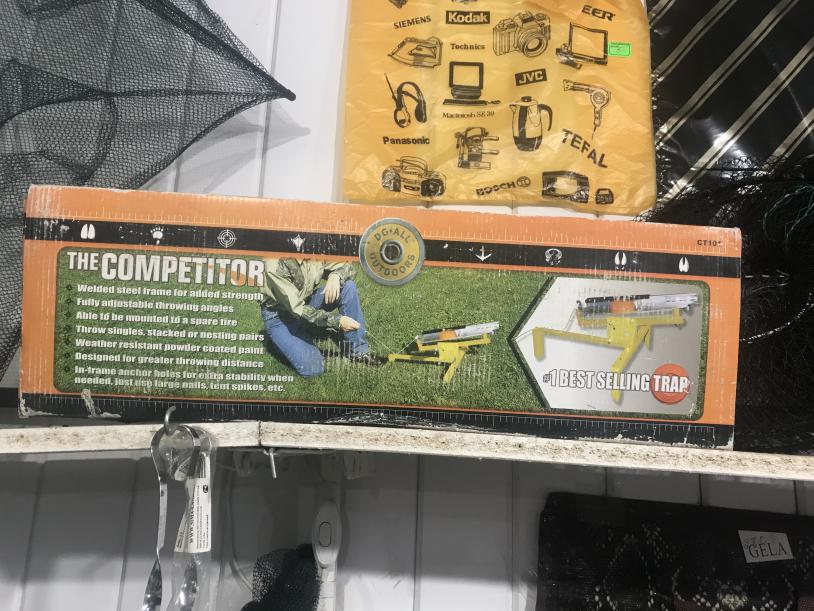 SIEMENS
Kodak
Technics
JVC
Macintosh SE 30
Panasonic
TEFAL
BOSCH
DG·ALL OUTDOORS
THE COMPETITOR
Welded steel frame for added strength
Fully adjustable throwing angles
Able to be mounted to a spare tire
Throw singles, stacked or nesting pairs
Weather resistant powder coated paint
Designed for greater throwing distance
In-frame anchor holes for extra stability when
needed, just use large nails, tent spikes, etc.
#1 BEST SELLING TRAP
GELA